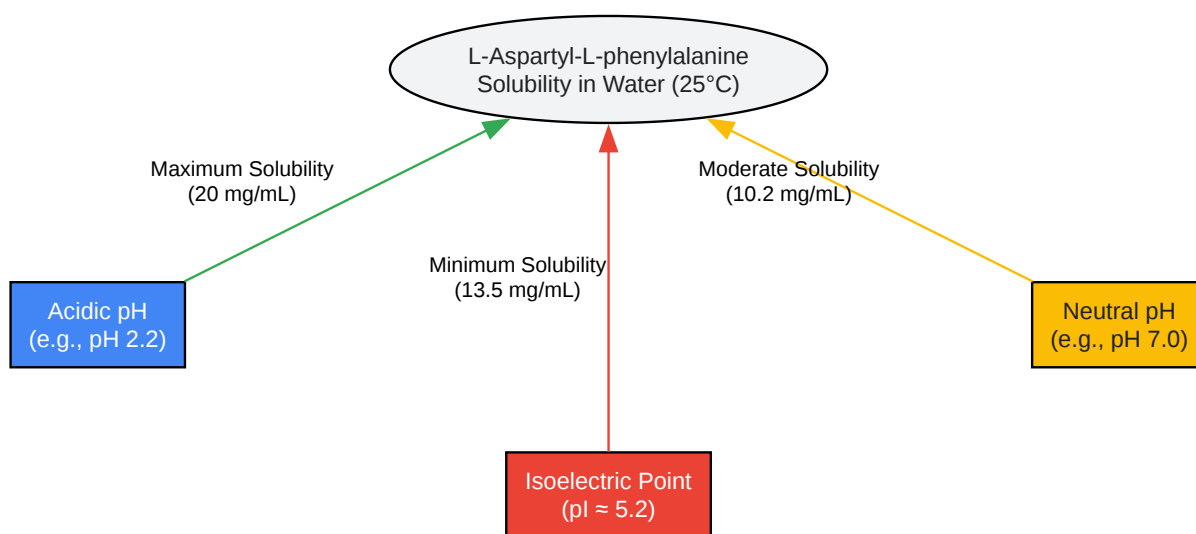 L-Aspartyl-L-phenylalanine
Solubility in Water (25°C)
Maximum Solubility
(20 mg/mL)
Moderate Solubility
(10.2 mg/mL)
Minimum Solubility
(13.5 mg/mL)
Acidic pH
(e.g., pH 2.2)
Neutral pH
(e.g., pH 7.0)
Isoelectric Point
(pI ≈ 5.2)